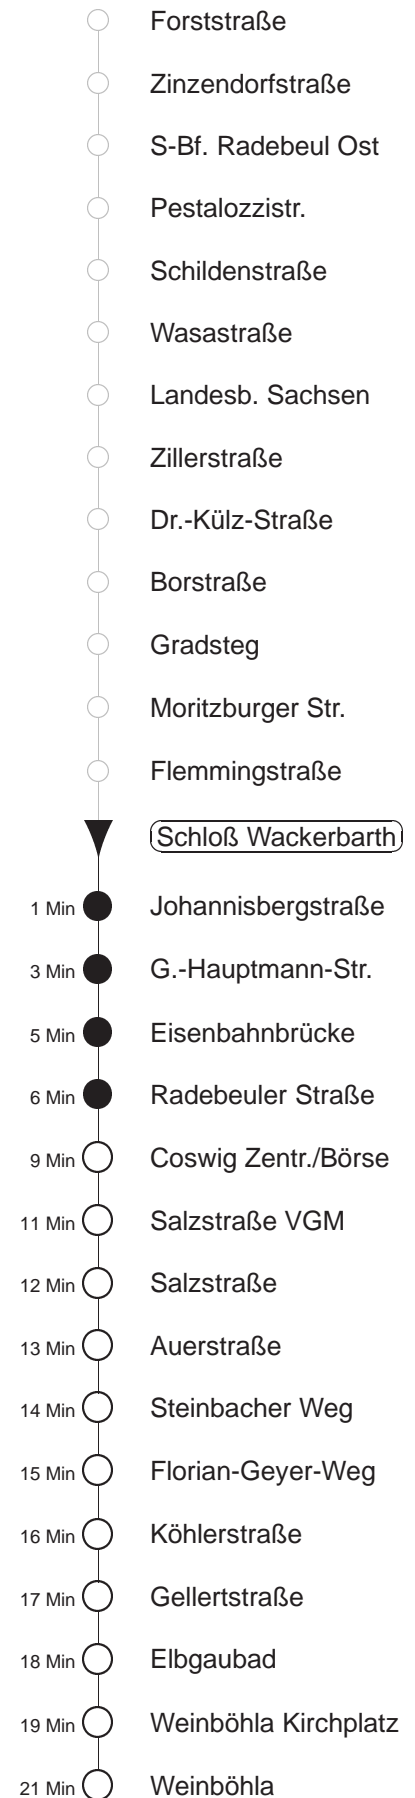 Forststraße
Zinzendorfstraße
S-Bf. Radebeul Ost
Pestalozzistr.
Schildenstraße
Wasastraße
Landesb. Sachsen
Zillerstraße
Dr.-Külz-Straße
Borstraße
Gradsteg
Moritzburger Str.
Flemmingstraße
Schloß Wackerbarth
1 Min Johannisbergstraße
3 Min G.-Hauptmann-Str.
5 Min Eisenbahnbrücke
6 Min Radebeuler Straße
9 Min Coswig Zentr./Börse
11 Min Salzstraße VGM
12 Min Salzstraße
13 Min Auerstraße
14 Min Steinbacher Weg
15 Min Florian-Geyer-Weg
16 Min Köhlerstraße
17 Min Gellertstraße
18 Min Elbgaubad
19 Min Weinböhla Kirchplatz
21 Min Weinböhla